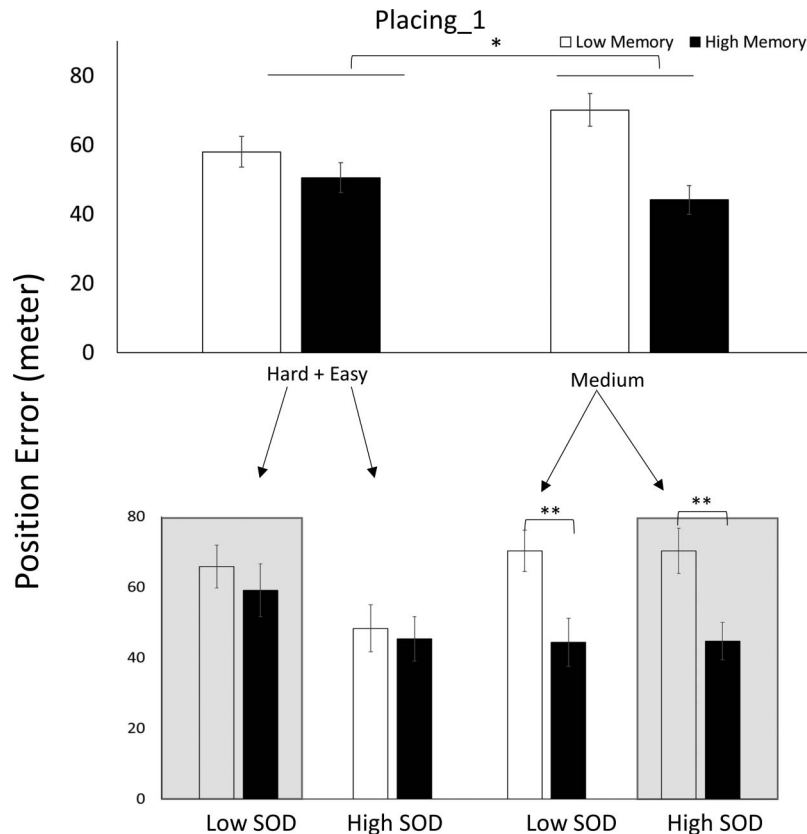 Placing_1
* Low Memory High Memory
80
60
40
20
0
Position Error (meter)
Hard + Easy Medium
80
60
40
20
0
** **
Low SOD High SOD Low SOD High SOD